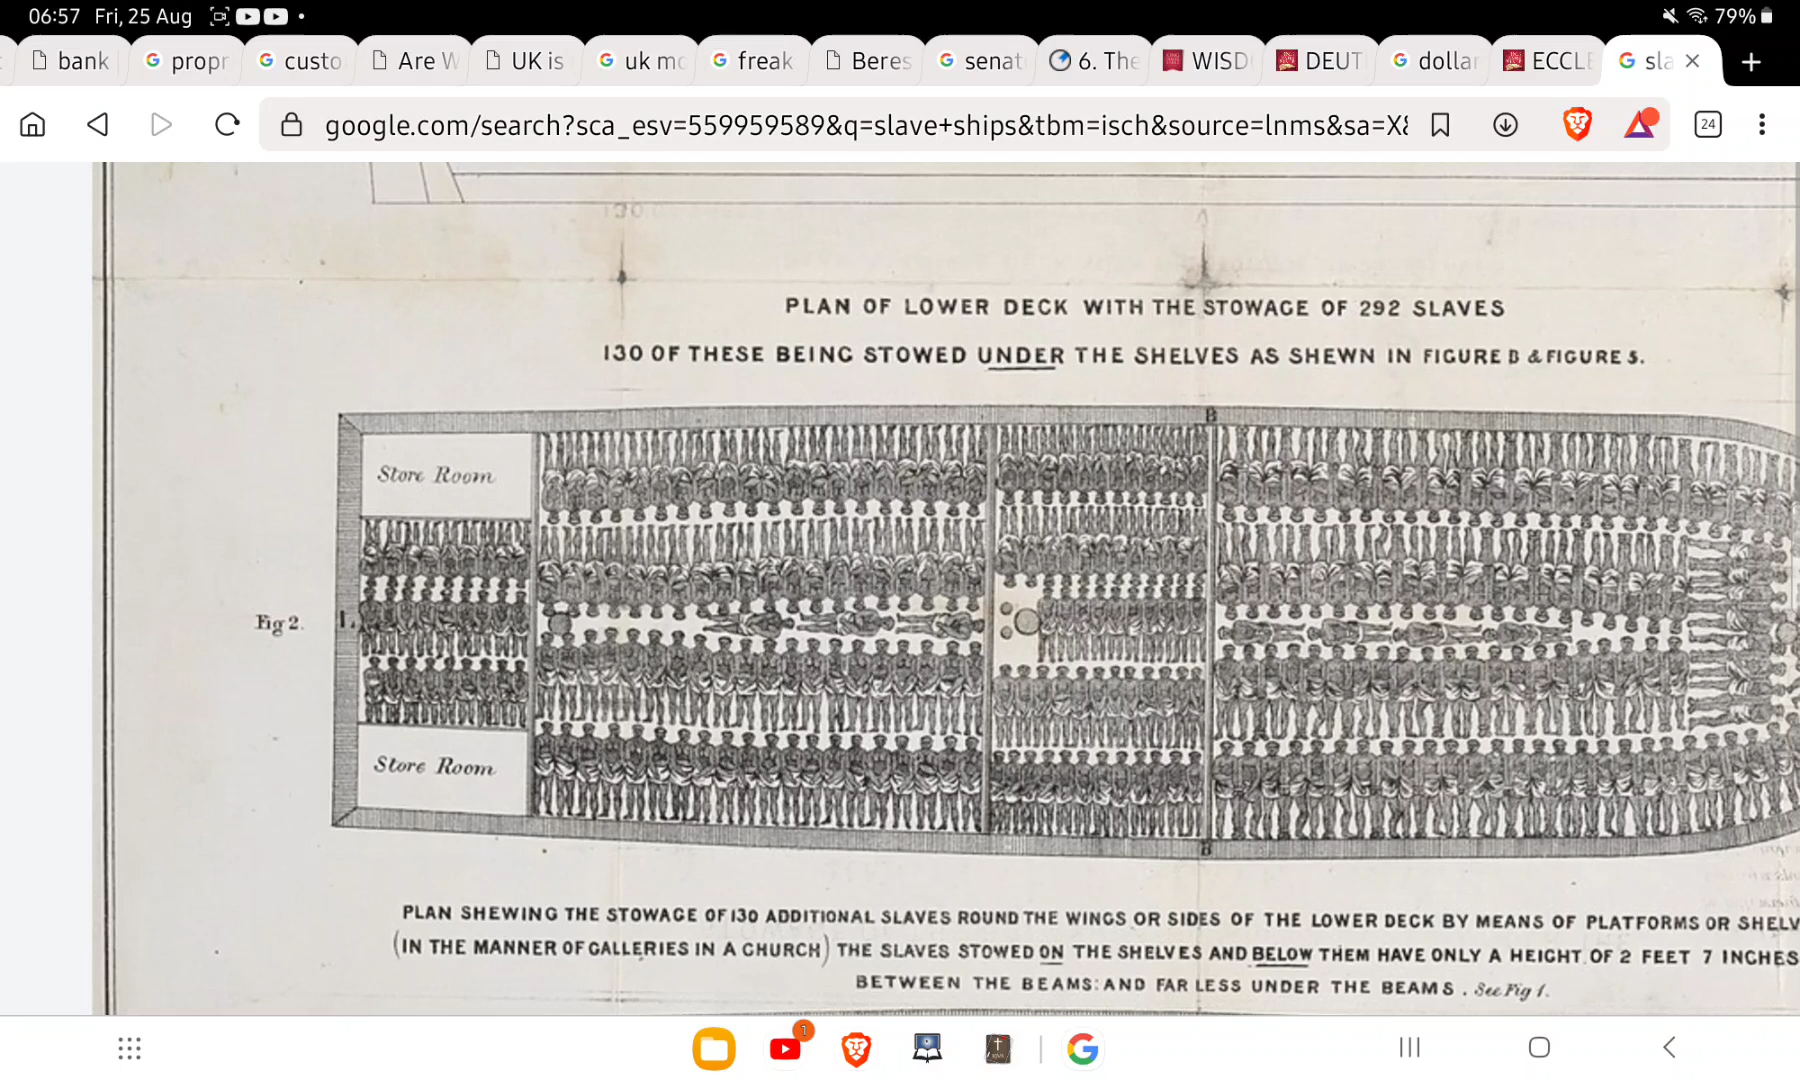 06:57 Fri, 25 Aug
79%
bank
propr
custo
Are W
UK is
uk mo
freak
Beres
senat
6. The
WISD
DEUT
dollar
ECCLE
sla
google.com/search?sca_esv=559959589&q=slave+ships&tbm=isch&source=lnms&sa=X&
24
PLAN OF LOWER DECK WITH THE STOWAGE OF 292 SLAVES
130 OF THESE BEING STOWED UNDER THE SHELVES AS SHEWN IN FIGURE B & FIGURE 5.
B
Store Room
Fig 2.
Store Room
B
PLAN SHEWING THE STOWAGE OF 130 ADDITIONAL SLAVES ROUND THE WINGS OR SIDES OF THE LOWER DECK BY MEANS OF PLATFORMS OR SHELV
(IN THE MANNER OF GALLERIES IN A CHURCH) THE SLAVES STOWED ON THE SHELVES AND BELOW THEM HAVE ONLY A HEIGHT OF 2 FEET 7 INCHES
BETWEEN THE BEAMS: AND FAR LESS UNDER THE BEAMS. See Fig 1.
1